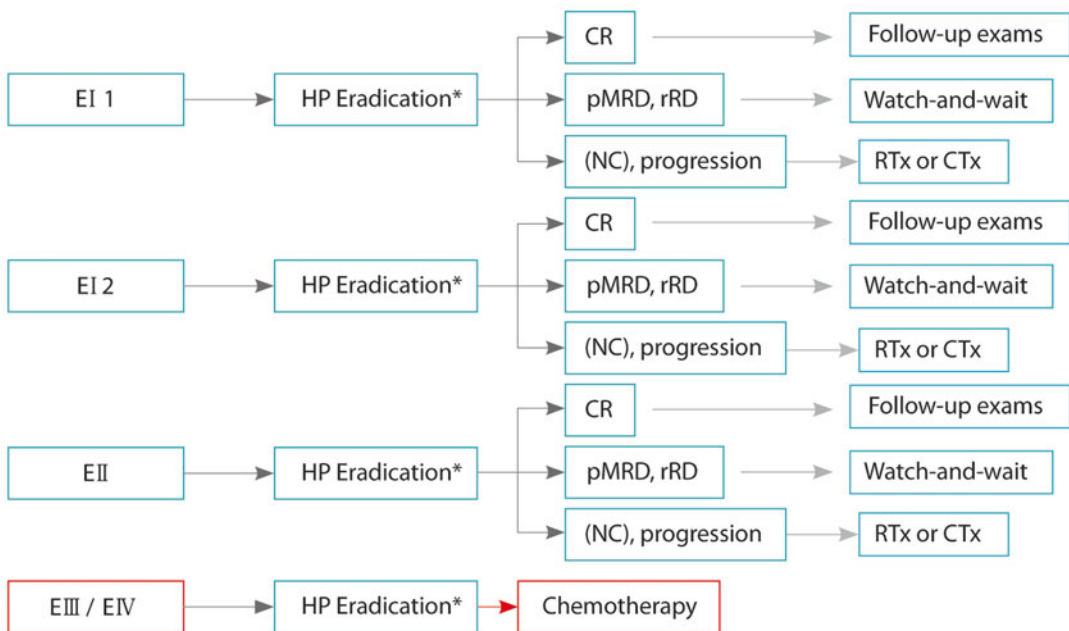 CR
Follow-up exams
EI 1
HP Eradication*
pMRD, rRD
Watch-and-wait
(NC), progression
RTx or CTx
CR
Follow-up exams
EI 2
HP Eradication*
pMRD, rRD
Watch-and-wait
(NC), progression
RTx or CTx
CR
Follow-up exams
EⅡ
HP Eradication*
pMRD, rRD
Watch-and-wait
(NC), progression
RTx or CTx
EⅢ / EⅣ
HP Eradication*
Chemotherapy